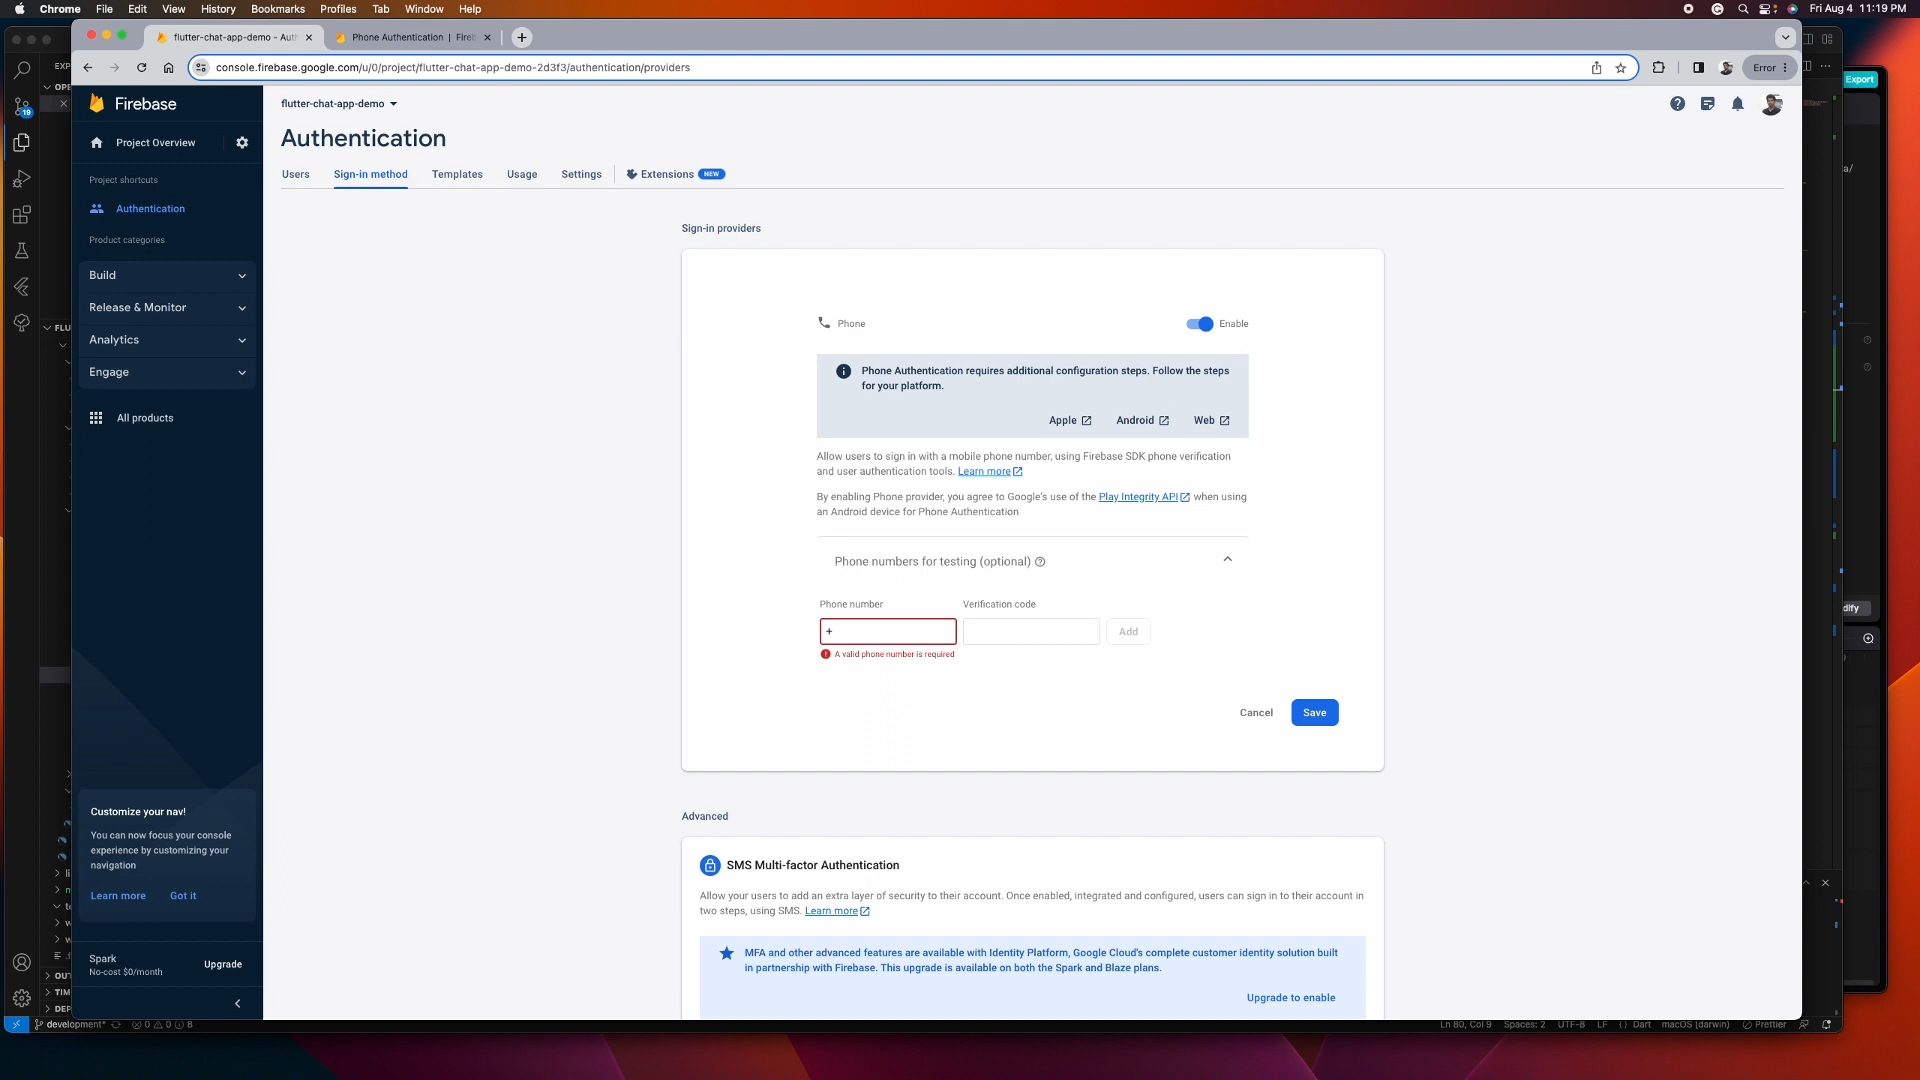 Chrome File Edit View History Bookmarks Profiles Tab Window Help
Fri Aug 4 11:19 PM
flutter-chat-app-demo - Auth
Phone Authentication | Fireb
console.firebase.google.com/u/0/project/flutter-chat-app-demo-2d3f3/authentication/providers
Error
Export
EXP
OPE
19
FLU
Firebase
Project Overview
Project shortcuts
Authentication
Product categories
Build
Release & Monitor
Analytics
Engage
All products
Customize your nav!
You can now focus your console
experience by customizing your
navigation
Learn more Got it
Spark
No-cost $0/month
Upgrade
flutter-chat-app-demo
Authentication
Users Sign-in method Templates Usage Settings Extensions NEW
Sign-in providers
Phone
Enable
Phone Authentication requires additional configuration steps. Follow the steps
for your platform.
Apple Android Web
Allow users to sign in with a mobile phone number, using Firebase SDK phone verification
and user authentication tools. Learn more
By enabling Phone provider, you agree to Google's use of the Play Integrity API when using
an Android device for Phone Authentication
Phone numbers for testing (optional)
Phone number Verification code
+
Add
A valid phone number is required
Cancel Save
Advanced
SMS Multi-factor Authentication
Allow your users to add an extra layer of security to their account. Once enabled, integrated and configured, users can sign in to their account in
two steps, using SMS. Learn more
MFA and other advanced features are available with Identity Platform, Google Cloud's complete customer identity solution built
in partnership with Firebase. This upgrade is available on both the Spark and Blaze plans.
Upgrade to enable
dify
OUT
TIM
DEP
development* 0 0 8
Ln 80, Col 9 Spaces: 2 UTF-8 LF { } Dart macOS (darwin) Prettier